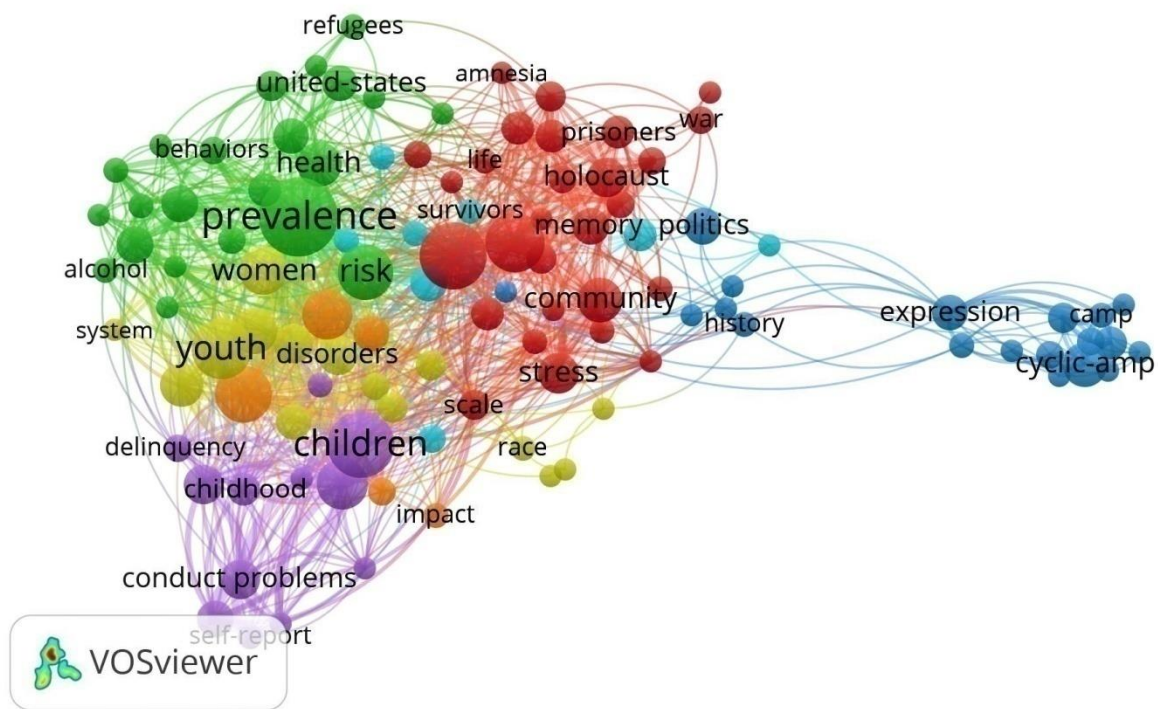 refugees
united-states
amnesia
war
prisoners
behaviors
health
life
holocaust
prevalence
survivors
memory
politics
alcohol
women
risk
community
expression
camp
system
history
youth
disorders
stress
cyclic-amp
scale
delinquency
children
race
childhood
impact
conduct problems
self-report
VOSviewer